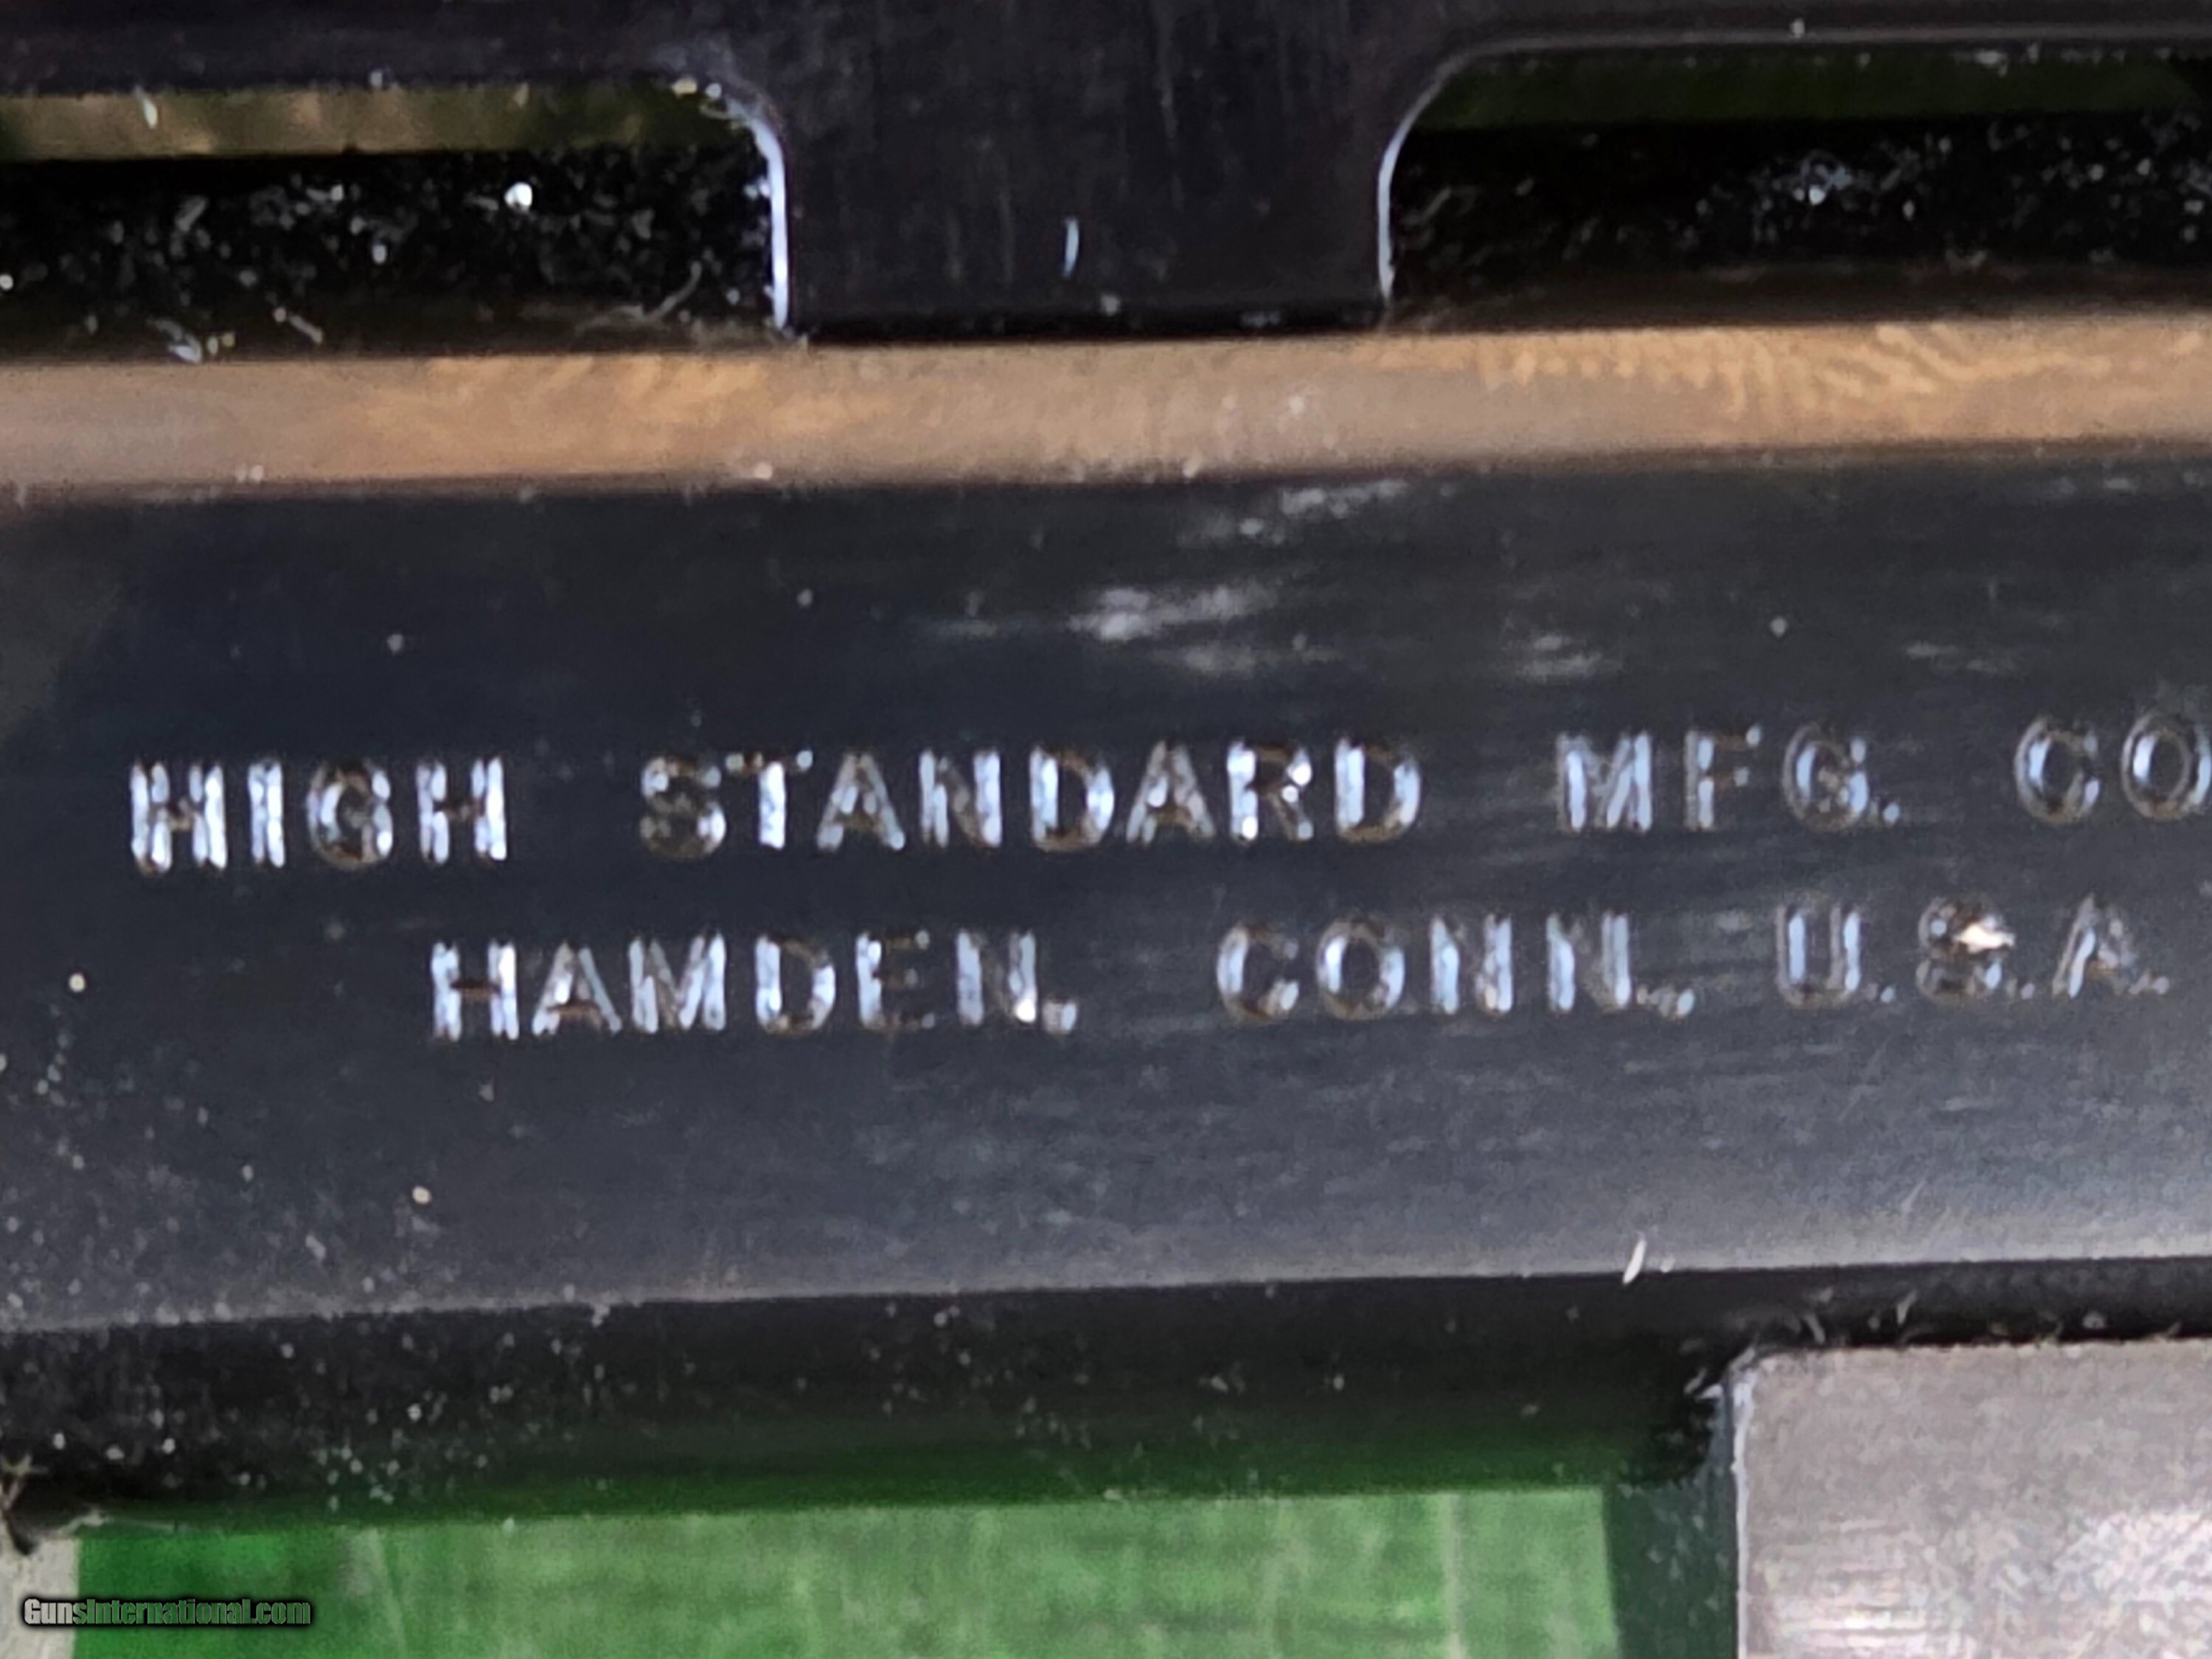 HIGH STANDARD MFG. CO
HAMDEN, CONN., U.S.A.
GunsInternational.com